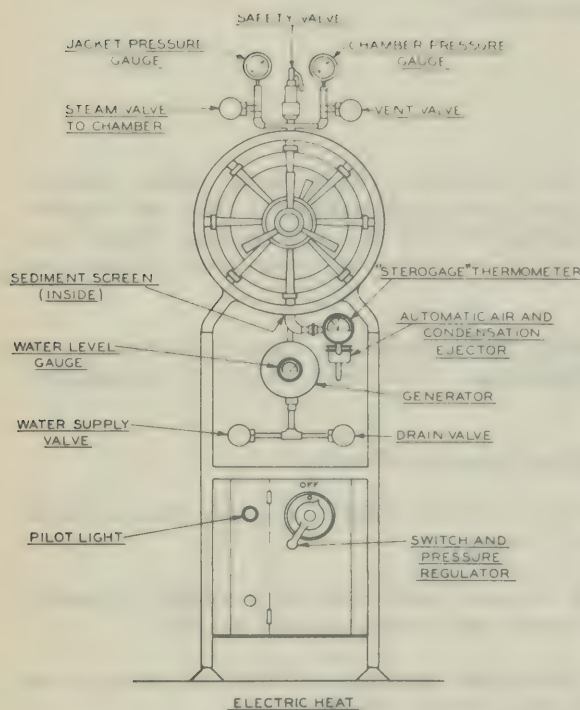 SAFETY VALVE
JACKET PRESSURE
GAUGE
CHAMBER PRESSURE
GAUGE
STEAM VALVE
TO CHAMBER
VENT VALVE
SEDIMENT SCREEN
(INSIDE)
"STEROGAGE" THERMOMETER
AUTOMATIC AIR AND
CONDENSATION
EJECTOR
WATER LEVEL
GAUGE
GENERATOR
WATER SUPPLY
VALVE
DRAIN VALVE
OFF
PILOT LIGHT
SWITCH AND
PRESSURE
REGULATOR
ELECTRIC HEAT